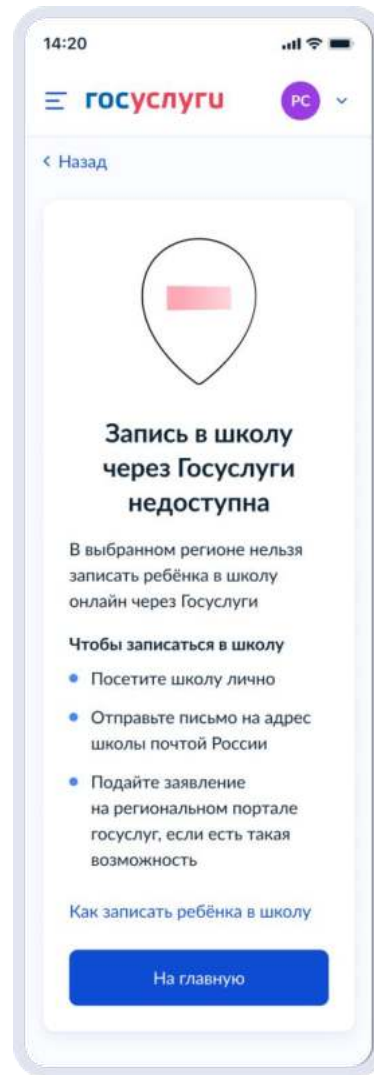 14:20
госуслуги
РС
Назад
Запись в школу
через Госуслуги
недоступна
В выбранном регионе нельзя
записать ребёнка в школу
онлайн через Госуслуги
Чтобы записаться в школу
Посетите школу лично
Отправьте письмо на адрес
школы почтой России
Подайте заявление
на региональном портале
госуслуг, если есть такая
возможность
Как записать ребёнка в школу
На главную